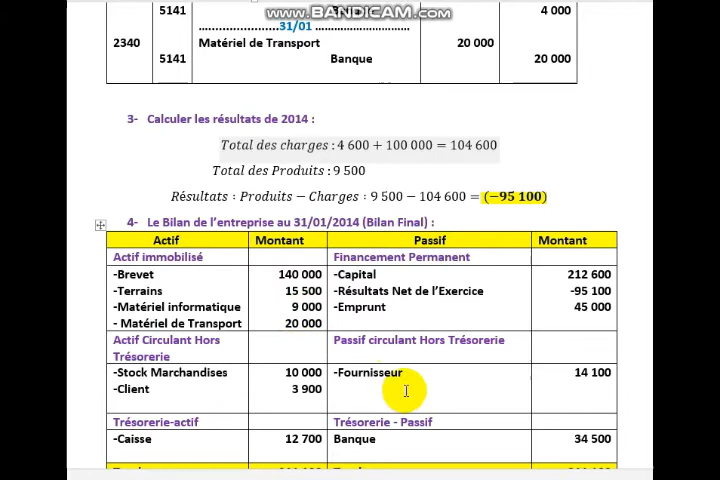 www.BANDICAM.com
5141 4 000
31/01
2340 Matériel de Transport 20 000
5141 Banque 20 000
3- Calculer les résultats de 2014 :
Total des charges : 4 600 + 100 000 = 104 600
Total des Produits : 9 500
Résultats : Produits − Charges : 9 500 − 104 600 = (−95 100)
4- Le Bilan de l'entreprise au 31/01/2014 (Bilan Final) :
Actif Montant Passif Montant
Actif immobilisé Financement Permanent
-Brevet 140 000 -Capital 212 600
-Terrains 15 500 -Résultats Net de l'Exercice -95 100
-Matériel informatique 9 000 -Emprunt 45 000
- Matériel de Transport 20 000
Actif Circulant Hors Passif circulant Hors Trésorerie
Trésorerie
-Stock Marchandises 10 000 -Fournisseur 14 100
-Client 3 900
Trésorerie-actif Trésorerie - Passif
-Caisse 12 700 Banque 34 500